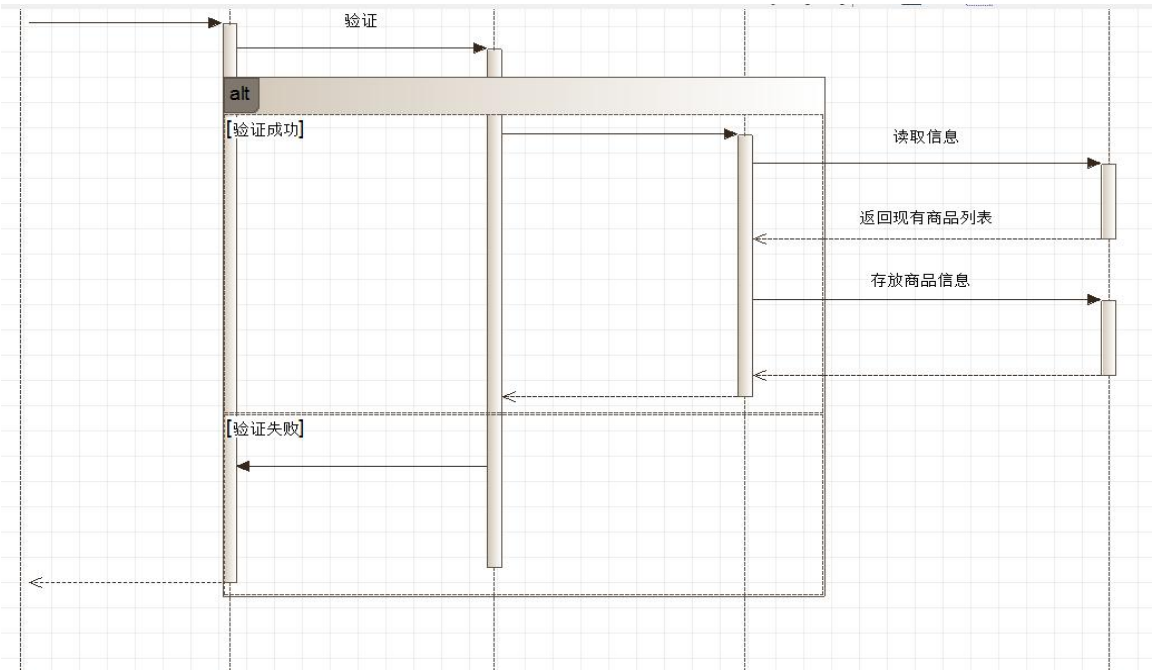 验证
alt
[验证成功]
读取信息
返回现有商品列表
存放商品信息
[验证失败]